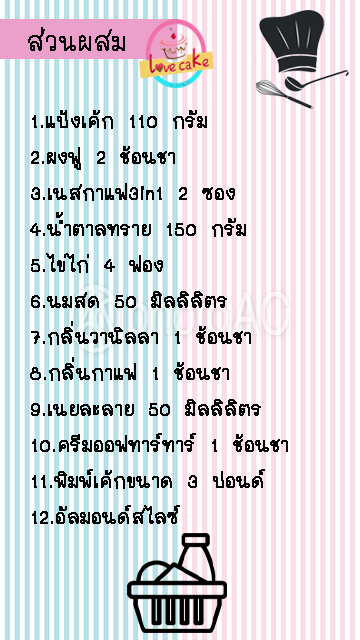 ส่วนผสม
love cake
1.แป้งเค้ก 110 กรัม
2.ผงฟู 2 ช้อนชา
3.เนสกาแฟ3in1 2 ซอง
4.น้ำตาลทราย 150 กรัม
5.ไข่ไก่ 4 ฟอง
6.นมสด 50 มิลลิลิตร
7.กลิ่นวานิลลา 1 ช้อนชา
8.กลิ่นกาแฟ 1 ช้อนชา
9.เนยละลาย 50 มิลลิลิตร
10.ครีมออฟทาร์ทาร์ 1 ช้อนชา
11.พิมพ์เค้กขนาด 3 ปอนด์
12.อัลมอนด์สไลซ์